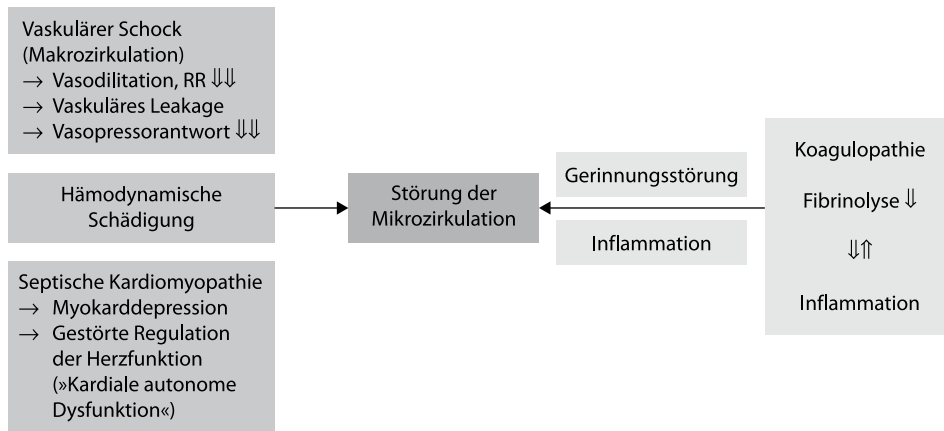 Vaskulärer Schock
(Makrozirkulation)
→ Vasodilitation, RR ⇓⇓
→ Vaskuläres Leakage
→ Vasopressorantwort ⇓⇓
Hämodynamische
Schädigung
Septische Kardiomyopathie
→ Myokarddepression
→ Gestörte Regulation
der Herzfunktion
(»Kardiale autonome
Dysfunktion«)
Störung der
Mikrozirkulation
Gerinnungsstörung
Inflammation
Koagulopathie
Fibrinolyse ⇓
⇓⇑
Inflammation